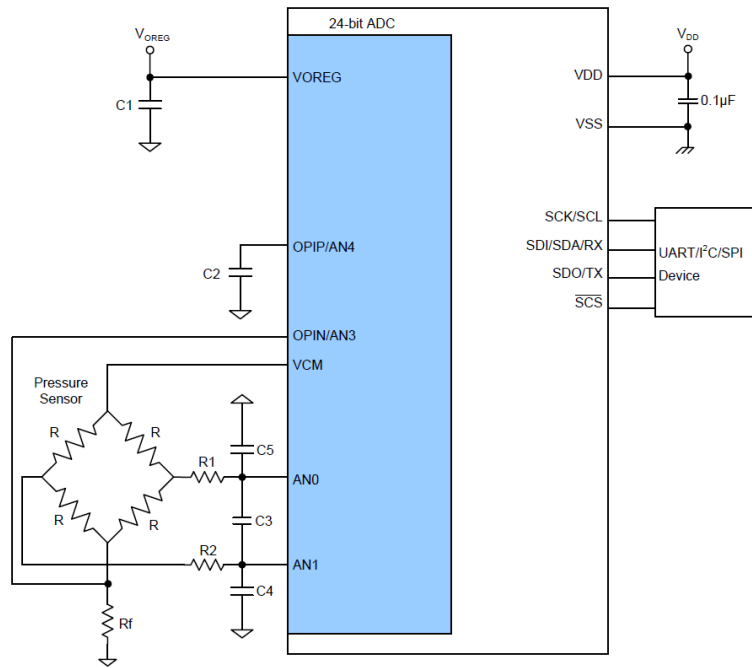 24-bit ADC
VOREG
VOREG
C1
VDD
VDD
0.1µF
VSS
SCK/SCL
SDI/SDA/RX
SDO/TX
SCS
UART/I²C/SPI
Device
OPIP/AN4
C2
OPIN/AN3
VCM
Pressure
Sensor
R
R
R
R
R1
C5
AN0
C3
R2
AN1
C4
Rf